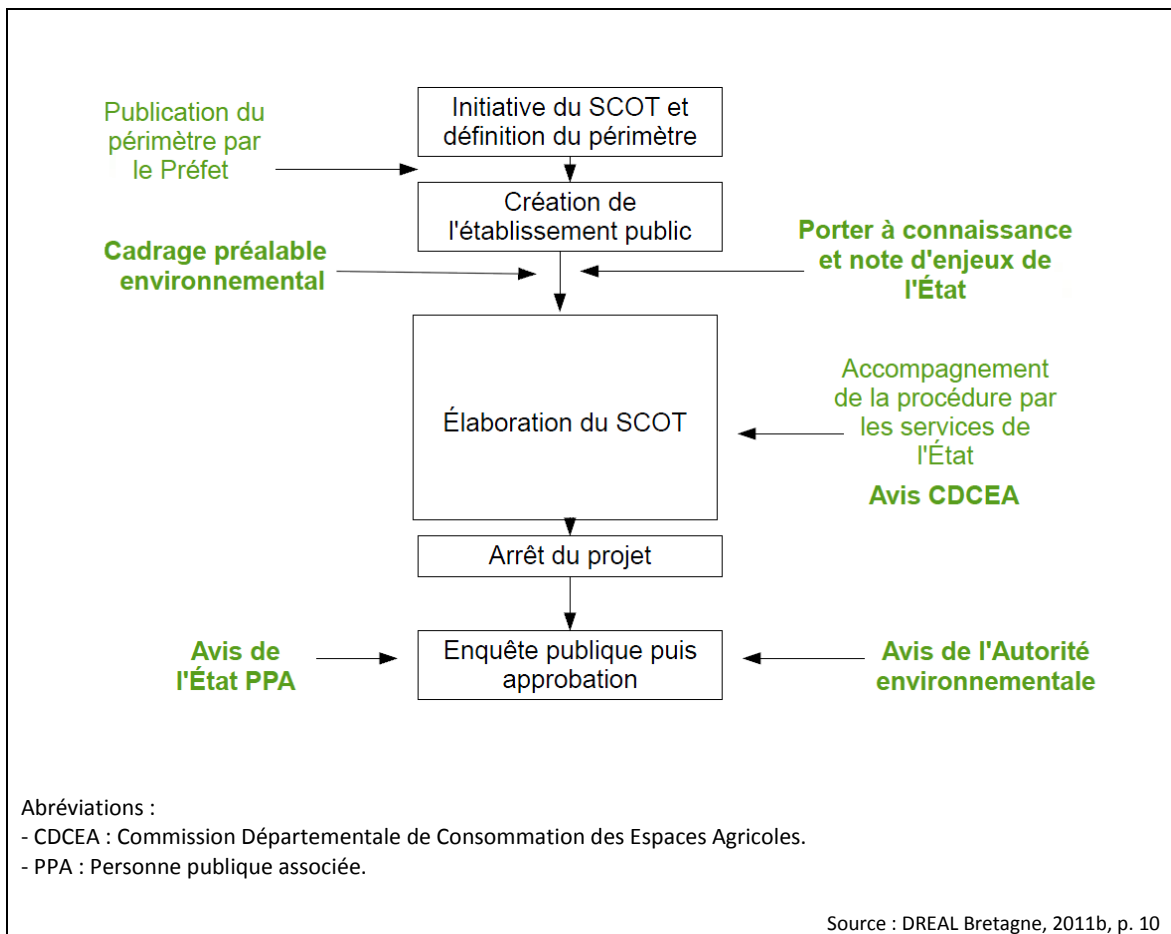 Initiative du SCOT et
définition du périmètre
Publication du
périmètre par
le Préfet
Création de
l'établissement public
Cadrage préalable
environnemental
Porter à connaissance
et note d'enjeux de
l'État
Élaboration du SCOT
Accompagnement
de la procédure par
les services de
l'État
Avis CDCEA
Arrêt du projet
Avis de
l'État PPA
Enquête publique puis
approbation
Avis de l'Autorité
environnementale
Abréviations :
- CDCEA : Commission Départementale de Consommation des Espaces Agricoles.
- PPA : Personne publique associée.
Source : DREAL Bretagne, 2011b, p. 10